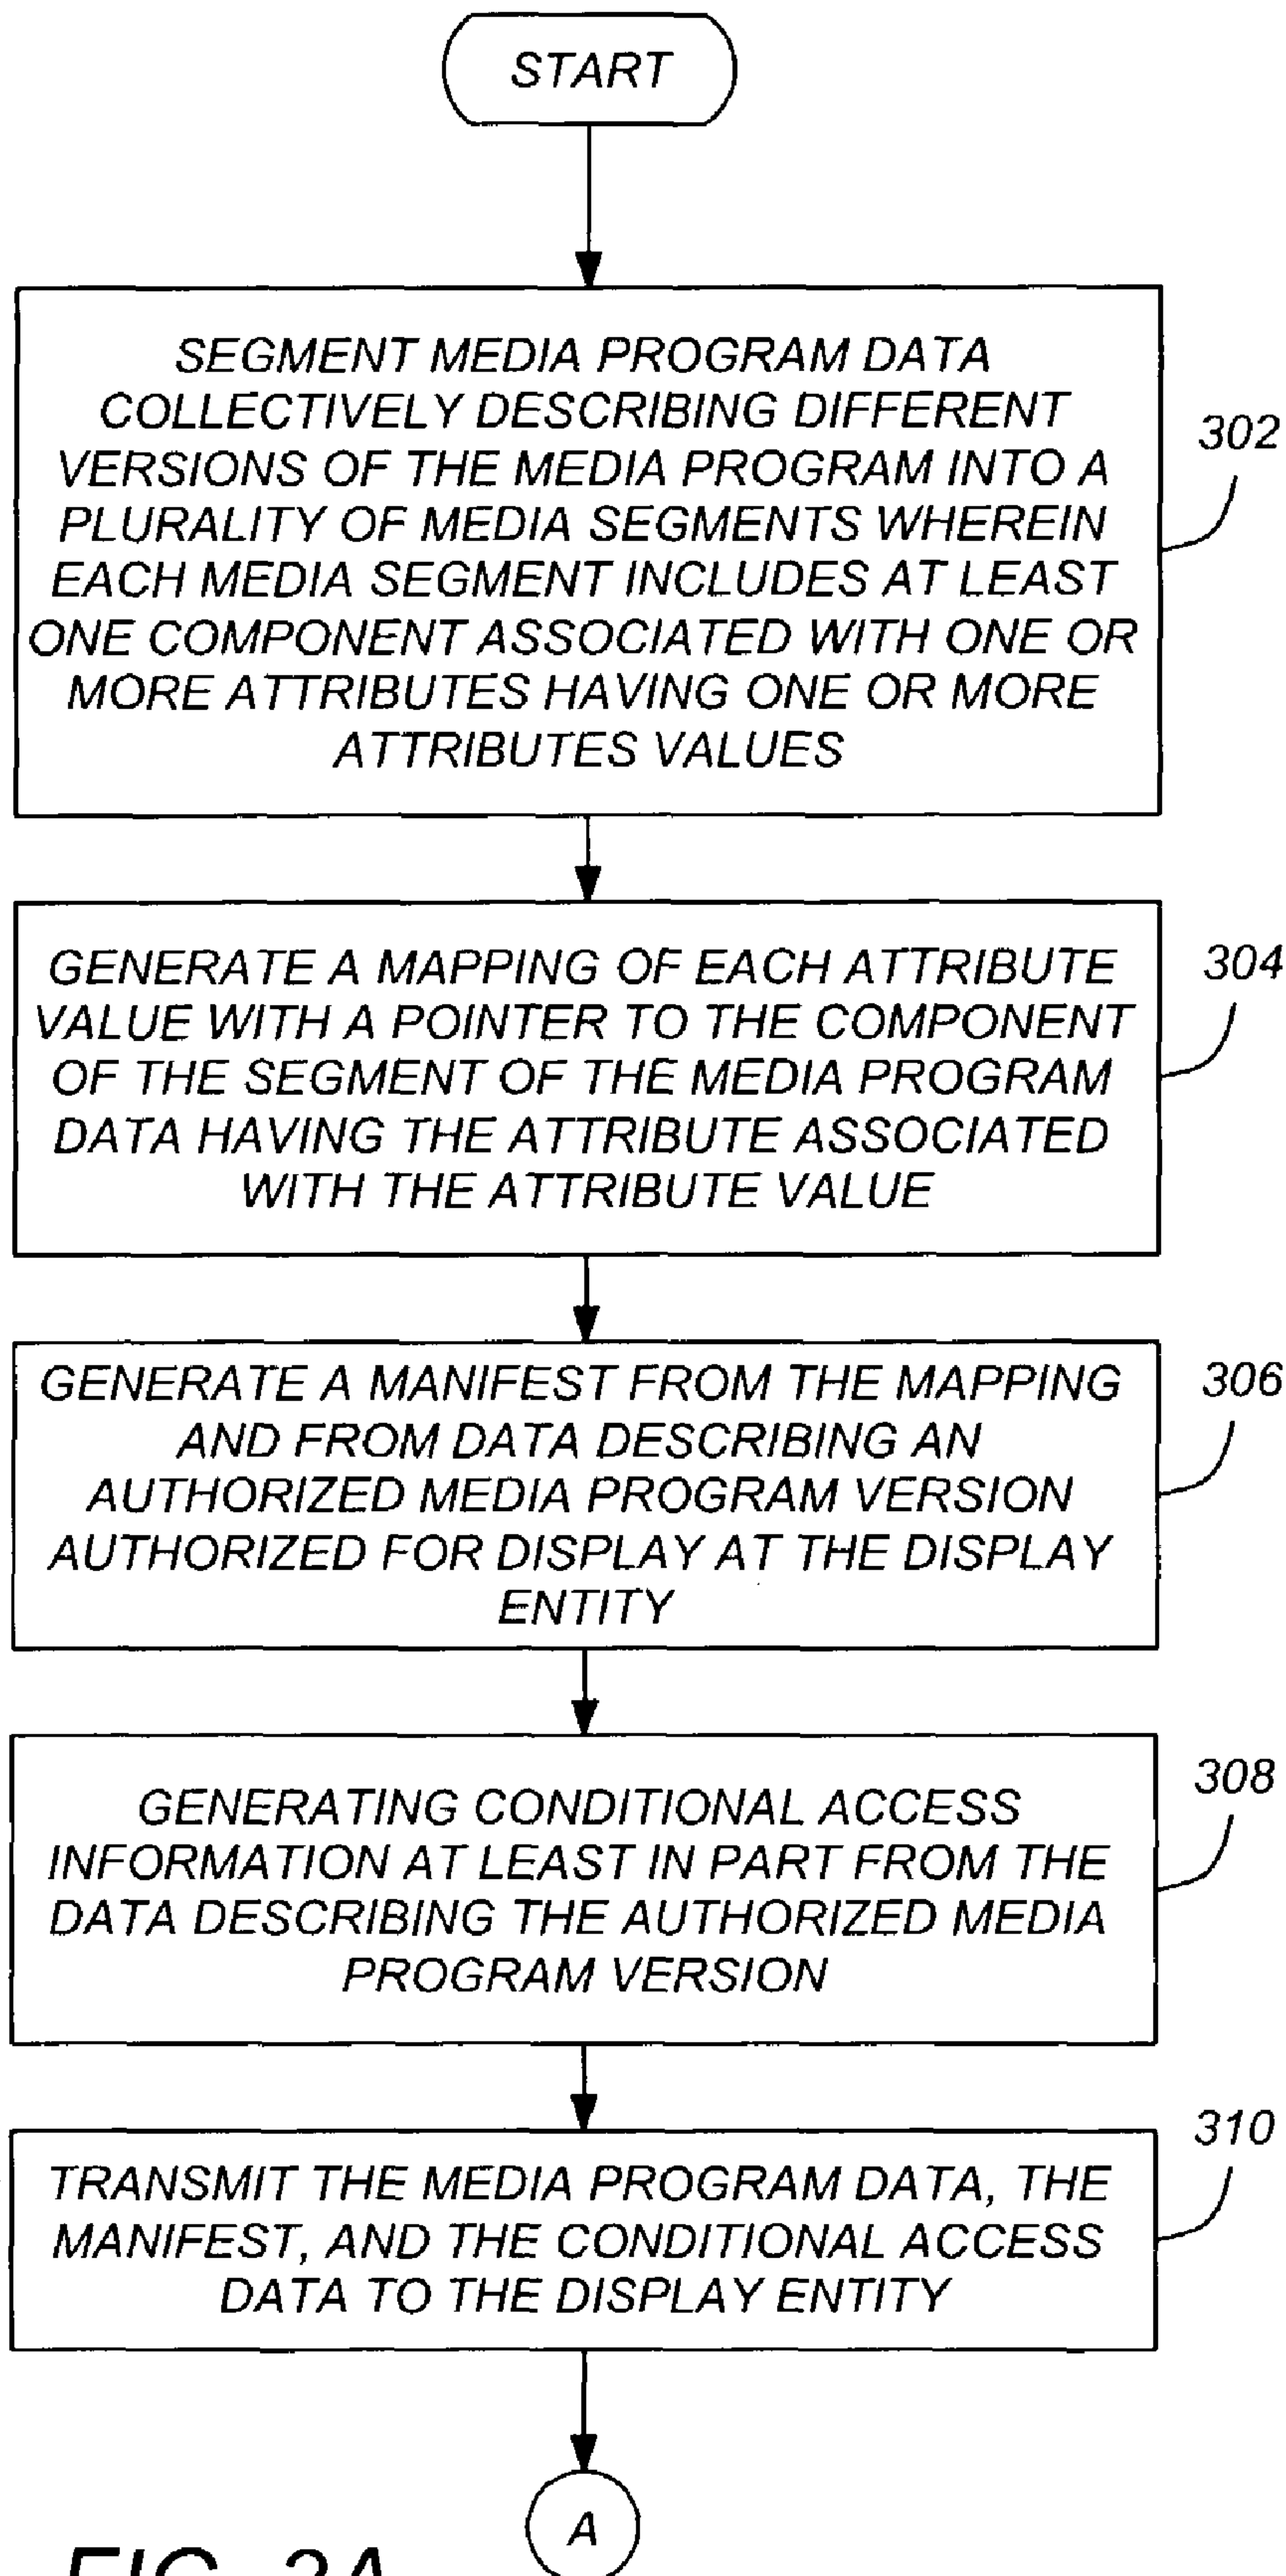 START
SEGMENT MEDIA PROGRAM DATA
COLLECTIVELY DESCRIBING DIFFERENT
VERSIONS OF THE MEDIA PROGRAM INTO A
PLURALITY OF MEDIA SEGMENTS WHEREIN
EACH MEDIA SEGMENT INCLUDES AT LEAST
ONE COMPONENT ASSOCIATED WITH ONE OR
MORE ATTRIBUTES HAVING ONE OR MORE
ATTRIBUTES VALUES
302
GENERATE A MAPPING OF EACH ATTRIBUTE
VALUE WITH A POINTER TO THE COMPONENT
OF THE SEGMENT OF THE MEDIA PROGRAM
DATA HAVING THE ATTRIBUTE ASSOCIATED
WITH THE ATTRIBUTE VALUE
304
GENERATE A MANIFEST FROM THE MAPPING
AND FROM DATA DESCRIBING AN
AUTHORIZED MEDIA PROGRAM VERSION
AUTHORIZED FOR DISPLAY AT THE DISPLAY
ENTITY
306
GENERATING CONDITIONAL ACCESS
INFORMATION AT LEAST IN PART FROM THE
DATA DESCRIBING THE AUTHORIZED MEDIA
PROGRAM VERSION
308
TRANSMIT THE MEDIA PROGRAM DATA, THE
MANIFEST, AND THE CONDITIONAL ACCESS
DATA TO THE DISPLAY ENTITY
310
A
FIG.